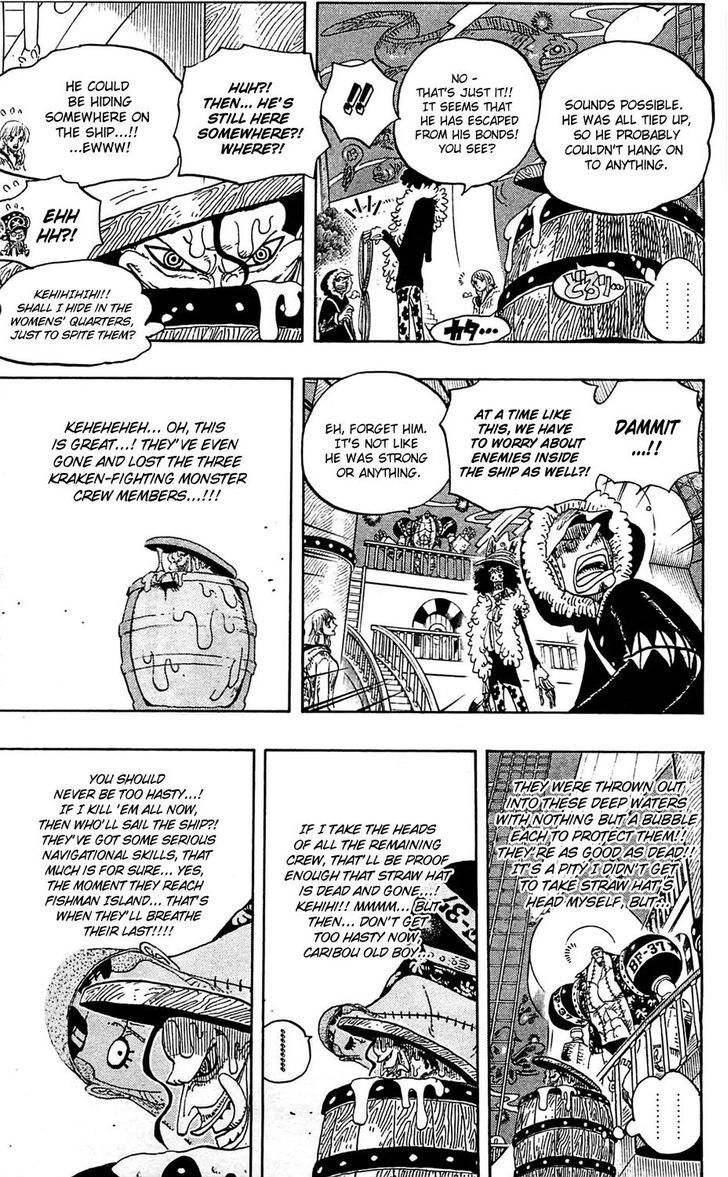 SOUNDS POSSIBLE.
HE WAS ALL TIED UP,
SO HE PROBABLY
COULDN'T HANG ON
TO ANYTHING.
NO -
THAT'S JUST IT!!
IT SEEMS THAT
HE HAS ESCAPED
FROM HIS BONDS!
YOU SEE?
!!
どろり...
カタ...
HUH?!
THEN... HE'S
STILL HERE
SOMEWHERE?!
WHERE?!
HE COULD
BE HIDING
SOMEWHERE ON
THE SHIP...!!
...EWWW!
EHH
HH?!
KEHIHIHIHI!!
SHALL I HIDE IN THE
WOMENS' QUARTERS,
JUST TO SPITE THEM?
DAMMIT
...!!
AT A TIME LIKE
THIS, WE HAVE
TO WORRY ABOUT
ENEMIES INSIDE
THE SHIP AS WELL?!
EH, FORGET HIM.
IT'S NOT LIKE
HE WAS STRONG
OR ANYTHING.
KEHEHEHEH... OH, THIS
IS GREAT...! THEY'VE EVEN
GONE AND LOST THE THREE
KRAKEN-FIGHTING MONSTER
CREW MEMBERS...!!!
THEY WERE THROWN OUT
INTO THESE DEEP WATERS
WITH NOTHING BUT A BUBBLE
EACH TO PROTECT THEM!!
THEY'RE AS GOOD AS DEAD!!
IT'S A PITY I DIDN'T GET
TO TAKE STRAW HAT'S
HEAD MYSELF, BUT...
BF-37
IF I TAKE THE HEADS
OF ALL THE REMAINING
CREW, THAT'LL BE PROOF
ENOUGH THAT STRAW HAT
IS DEAD AND GONE...!
KEHIHI!! MMMM... BUT
THEN... DON'T GET
TOO HASTY NOW,
CARIBOU OLD BOY...
YOU SHOULD
NEVER BE TOO HASTY...!
IF I KILL 'EM ALL NOW,
THEN WHO'LL SAIL THE SHIP?!
THEY'VE GOT SOME SERIOUS
NAVIGATIONAL SKILLS, THAT
MUCH IS FOR SURE... YES,
THE MOMENT THEY REACH
FISHMAN ISLAND... THAT'S
WHEN THEY'LL BREATHE
THEIR LAST!!!!